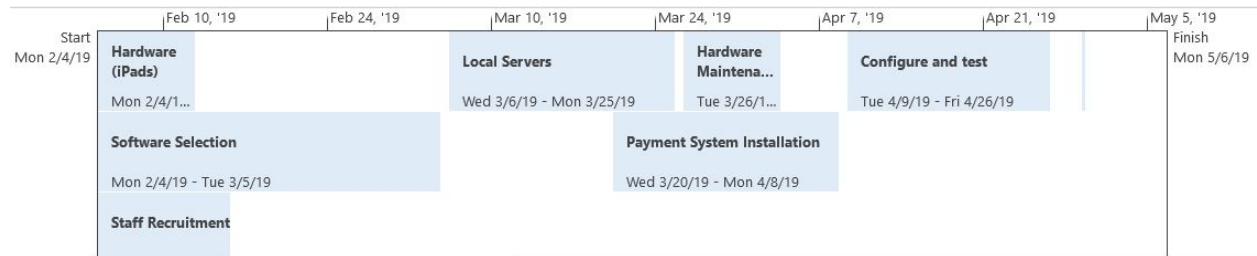 Feb 10, '19
Feb 24, '19
Mar 10, '19
Mar 24, '19
Apr 7, '19
Apr 21, '19
May 5, '19
Start
Mon 2/4/19
Finish
Mon 5/6/19
Hardware
(iPads)
Mon 2/4/1...
Local Servers
Wed 3/6/19 - Mon 3/25/19
Hardware
Maintena...
Tue 3/26/1...
Configure and test
Tue 4/9/19 - Fri 4/26/19
Software Selection
Mon 2/4/19 - Tue 3/5/19
Payment System Installation
Wed 3/20/19 - Mon 4/8/19
Staff Recruitment